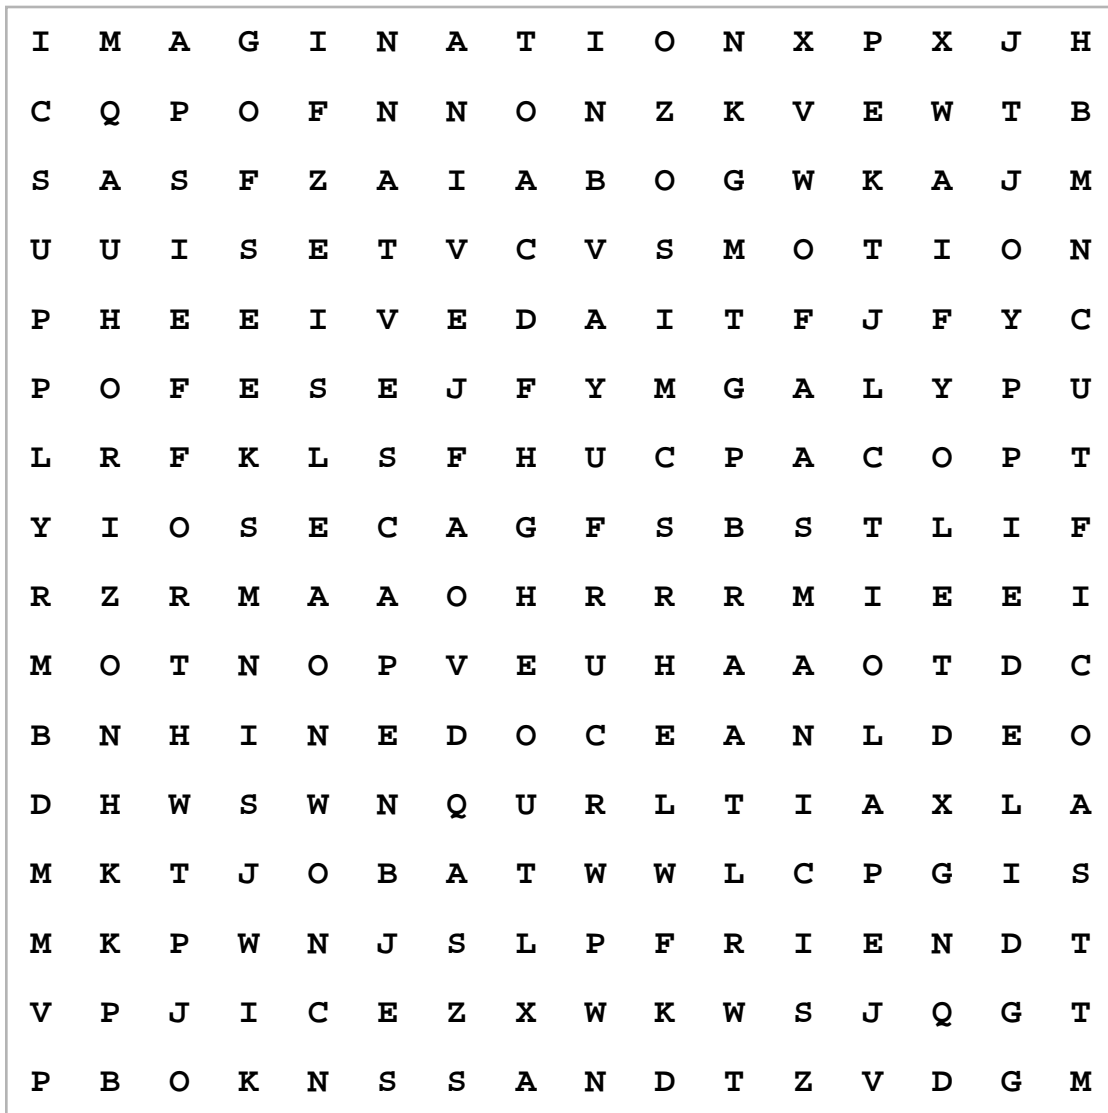 I M A G I N A T I O N X P X J H
C Q P O F N N O N Z K V E W T B
S A S F Z A I A B O G W K A J M
U U I S E T V C V S M O T I O N
P H E E I V E D A I T F J F Y C
P O F E S E J F Y M G A L Y P U
L R F K L S F H U C P A C O P T
Y I O S E C A G F S B S T L I F
R Z R M A A O H R R R M I E E I
M O T N O P V E U H A A O T D C
B N H I N E D O C E A N L D E O
D H W S W N Q U R L T I A X L A
M K T J O B A T W W L C P G I S
M K P W N J S L P F R I E N D T
V P J I C E Z X W K W S J Q G T
P B O K N S S A N D T Z V D G M